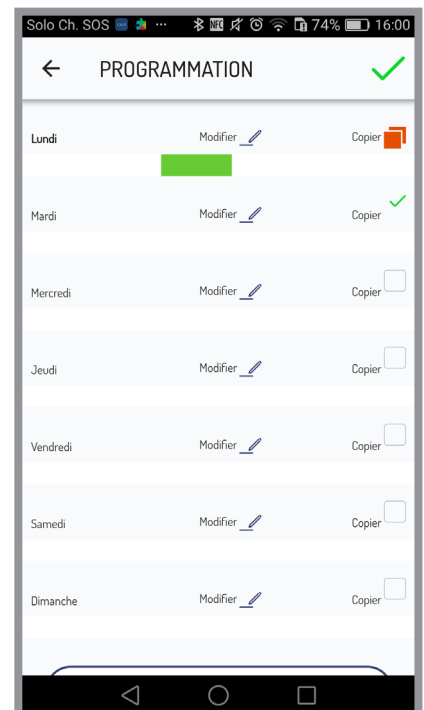 Solo Ch. SOS ... NFC 74% 16:00
PROGRAMMATION
Lundi Modifier Copier
Mardi Modifier Copier
Mercredi Modifier Copier
Jeudi Modifier Copier
Vendredi Modifier Copier
Samedi Modifier Copier
Dimanche Modifier Copier